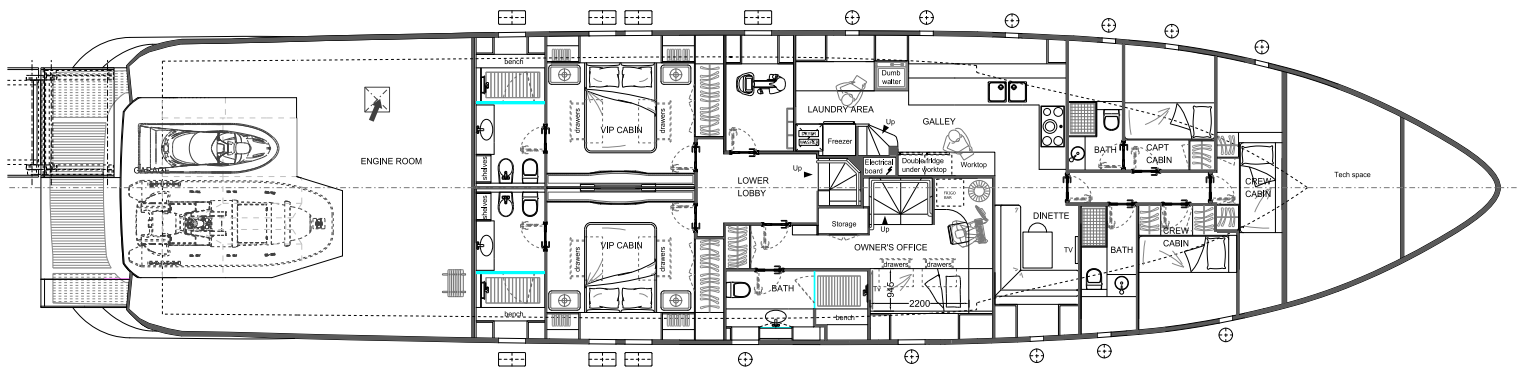 bench
drawers
VIP CABIN
drawers
shelves
ENGINE ROOM
GARAGE
shelves
drawers
VIP CABIN
drawers
bench
Dumb
waiter
LAUNDRY AREA
Up
GALLEY
Freezer
Electrical
board
Double fridge
under worktop
Worktop
Up
LOWER
LOBBY
Storage
Up
FRIGO
BAR
OWNER'S OFFICE
drawers
drawers
TV
945
2200
BATH
bench
DINETTE
TV
BATH
CAPT
CABIN
CREW
CABIN
BATH
CREW
CABIN
Tech space